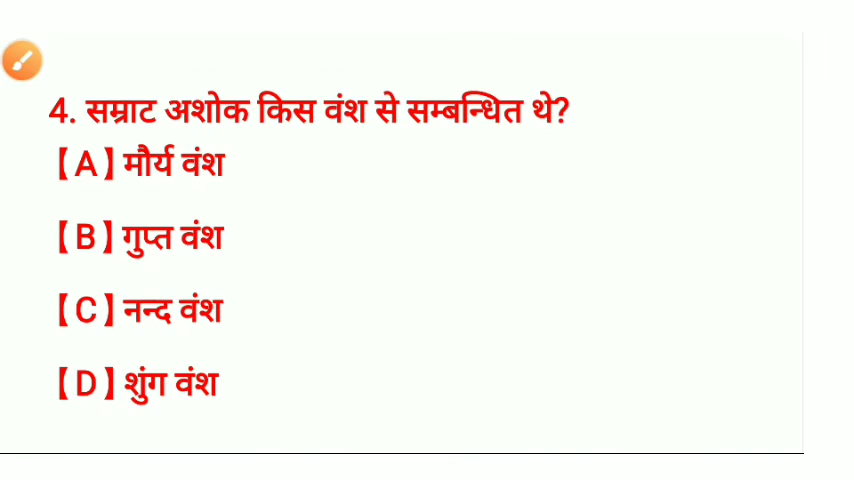 4. सम्राट अशोक किस वंश से सम्बन्धित थे?
【A】मौर्य वंश
【B】गुप्त वंश
【C】नन्द वंश
【D】शुंग वंश